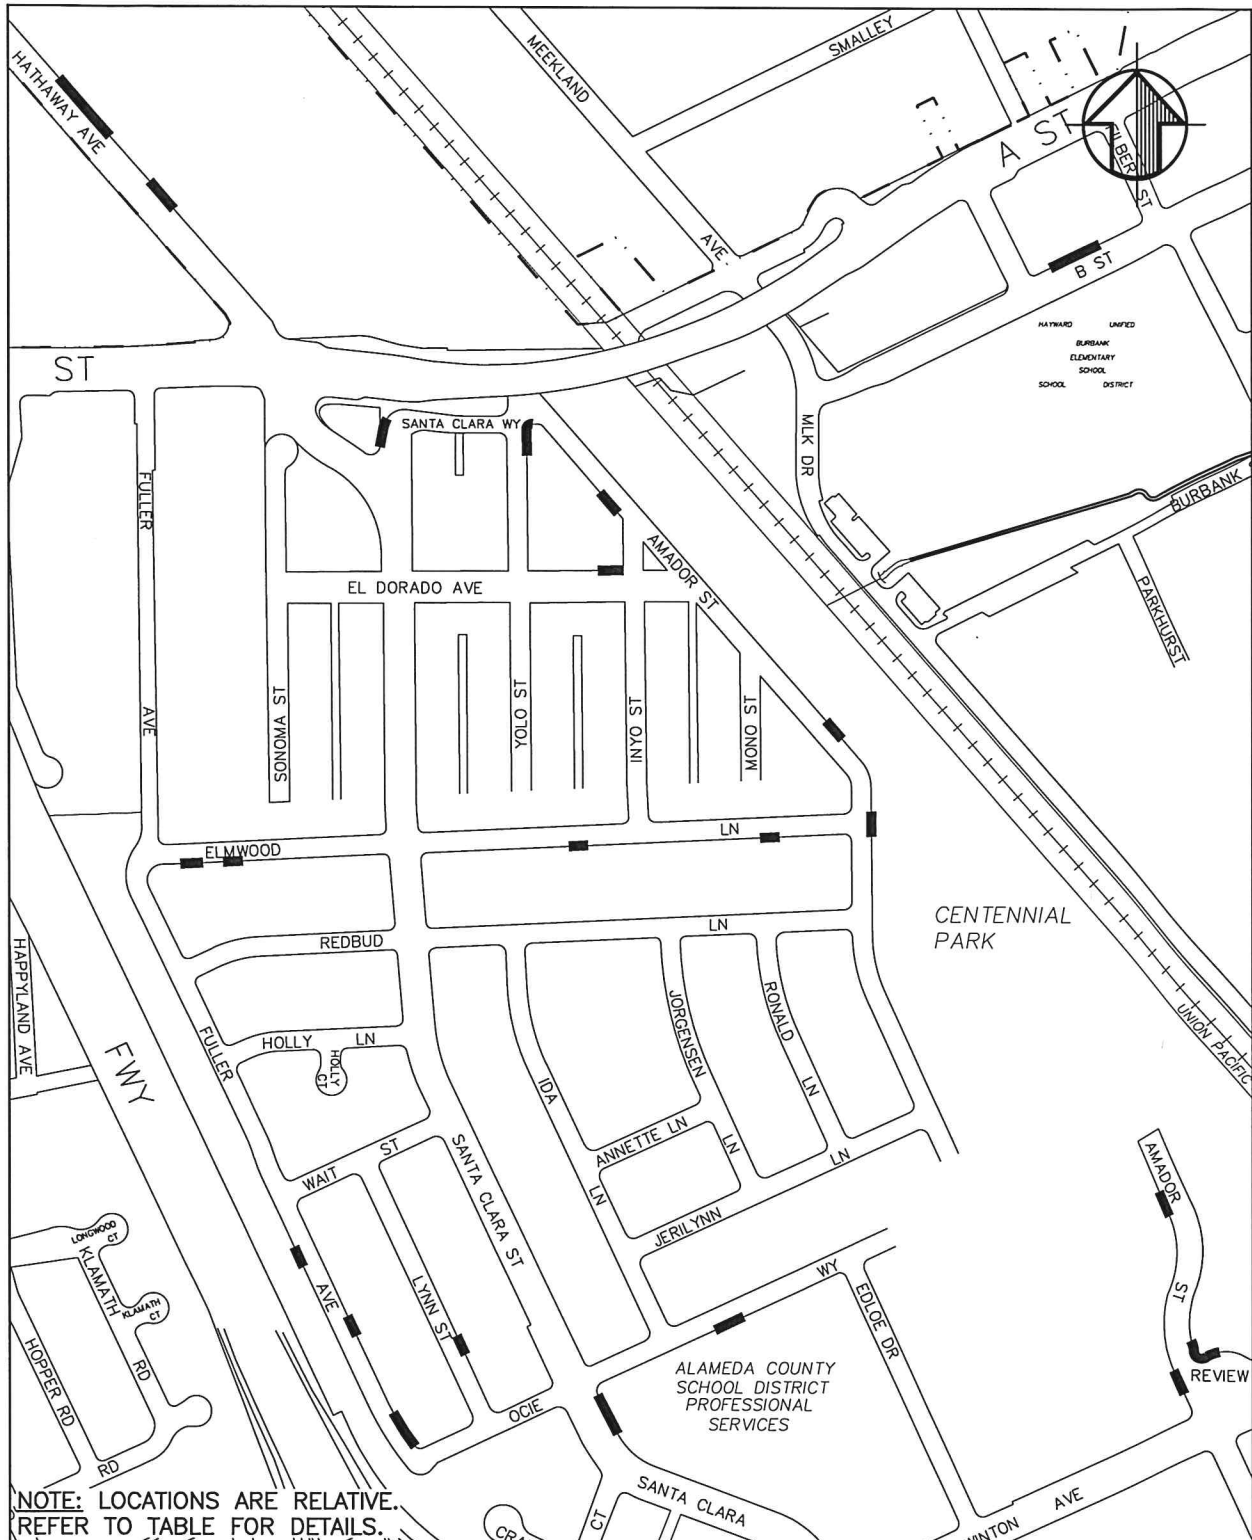 HATHAWAY AVE
MEEKLAND
SMALLEY
A ST
ST
AVE
B ST
HAYWARD UNIFIED
BURBANK
ELEMENTARY
SCHOOL
SCHOOL DISTRICT
ST
SANTA CLARA WY
MLK DR
FULLER
BURBANK
AMADOR ST
EL DORADO AVE
PARKHURST
SONOMA ST
AVE
YOLO ST
INYO ST
MONO ST
ELMWOOD
LN
CENTENNIAL
PARK
REDBUD
LN
HAPPYLAND AVE
FWY
FULLER
HOLLY
LN
HOLLY
CT
IDA
JORGENSEN
RONALD
LN
UNION PACIFIC
ANNETTE LN
LN
LN
LN
WAIT
ST
SANTA CLARA ST
JERILYNN
AMADOR
ST
LONGWOOD
CT
KLAMATH
KLAMATH
CT
RD
HOPPER RD
RD
AVE
LYNN ST
WY
EDLOE DR
ALAMEDA COUNTY
SCHOOL DISTRICT
PROFESSIONAL
SERVICES
REVIEW
OCIE
SANTA CLARA
CT
AVE
NOTE: LOCATIONS ARE RELATIVE.
REFER TO TABLE FOR DETAILS.